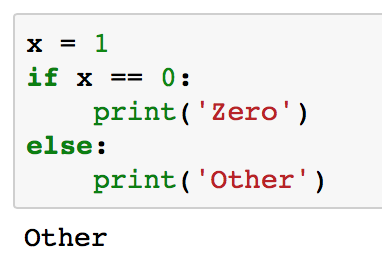 x = 1
if x == 0:
    print('Zero')
else:
    print('Other')
Other